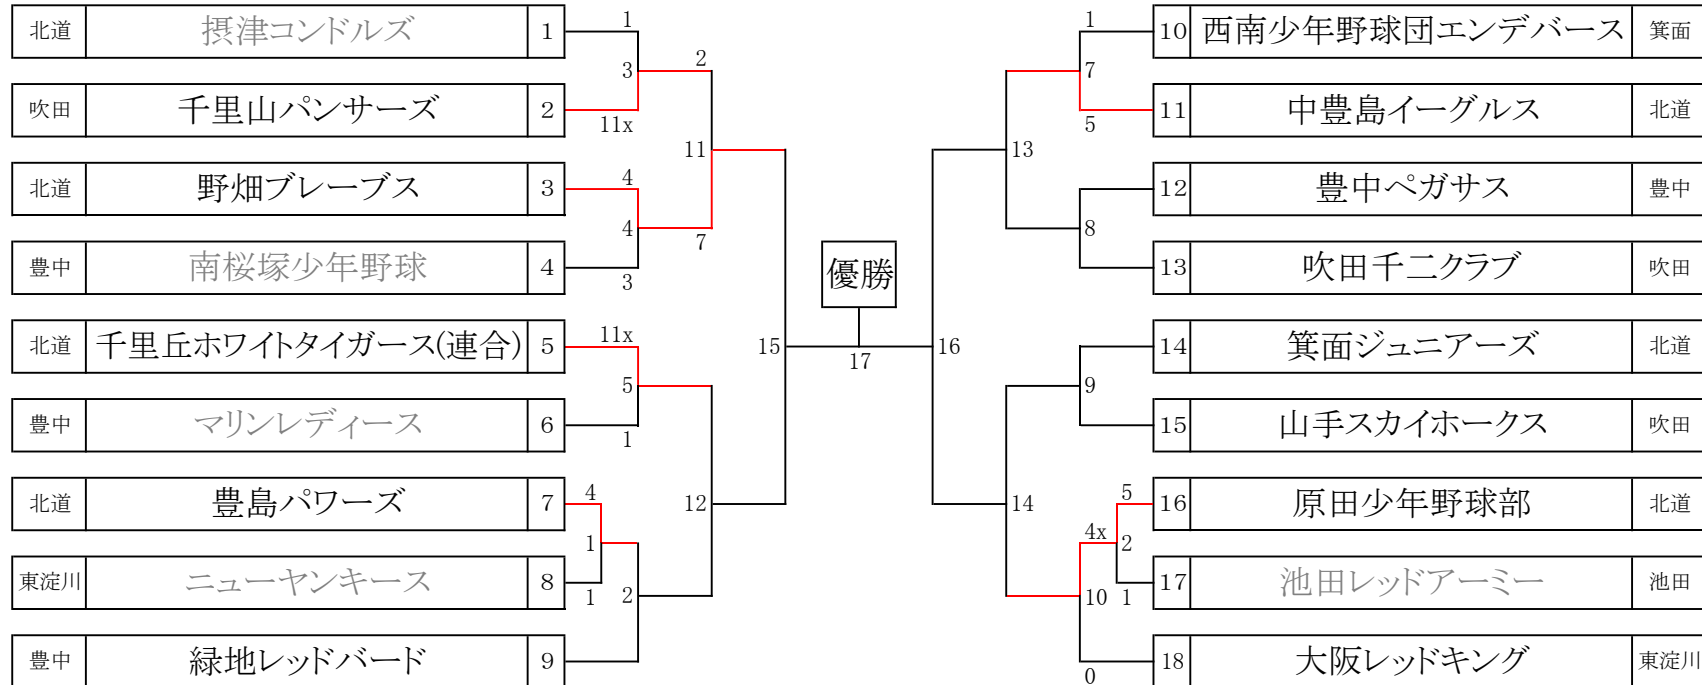 北道 摂津コンドルズ 1
吹田 千里山パンサーズ 2
北道 野畑ブレーブス 3
豊中 南桜塚少年野球 4
北道 千里丘ホワイトタイガース(連合) 5
豊中 マリンレディース 6
北道 豊島パワーズ 7
東淀川 ニューヤンキース 8
豊中 緑地レッドバード 9
1
3
11x
2
11
4
4
3
7
11x
5
1
4
1
1
2
12
15
優勝
17
16
1
7
5
13
8
9
14
5
4x
2
10
1
0
10 西南少年野球団エンデバース 箕面
11 中豊島イーグルス 北道
12 豊中ペガサス 豊中
13 吹田千二クラブ 吹田
14 箕面ジュニアーズ 北道
15 山手スカイホークス 吹田
16 原田少年野球部 北道
17 池田レッドアーミー 池田
18 大阪レッドキング 東淀川